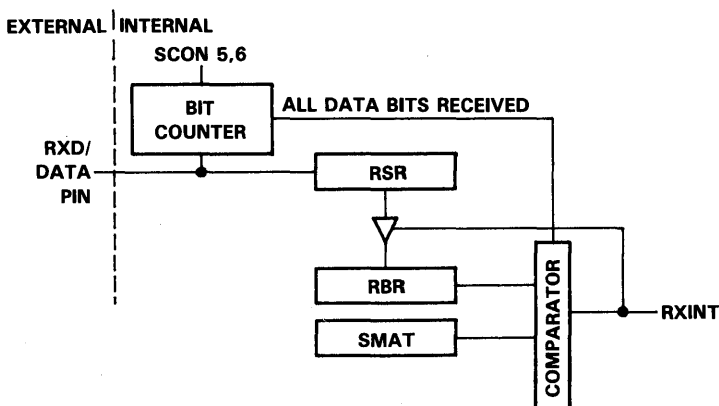 EXTERNAL INTERNAL
SCON 5,6
BIT
COUNTER
ALL DATA BITS RECEIVED
RXD/
DATA
PIN
RSR
RBR
SMAT
COMPARATOR
RXINT